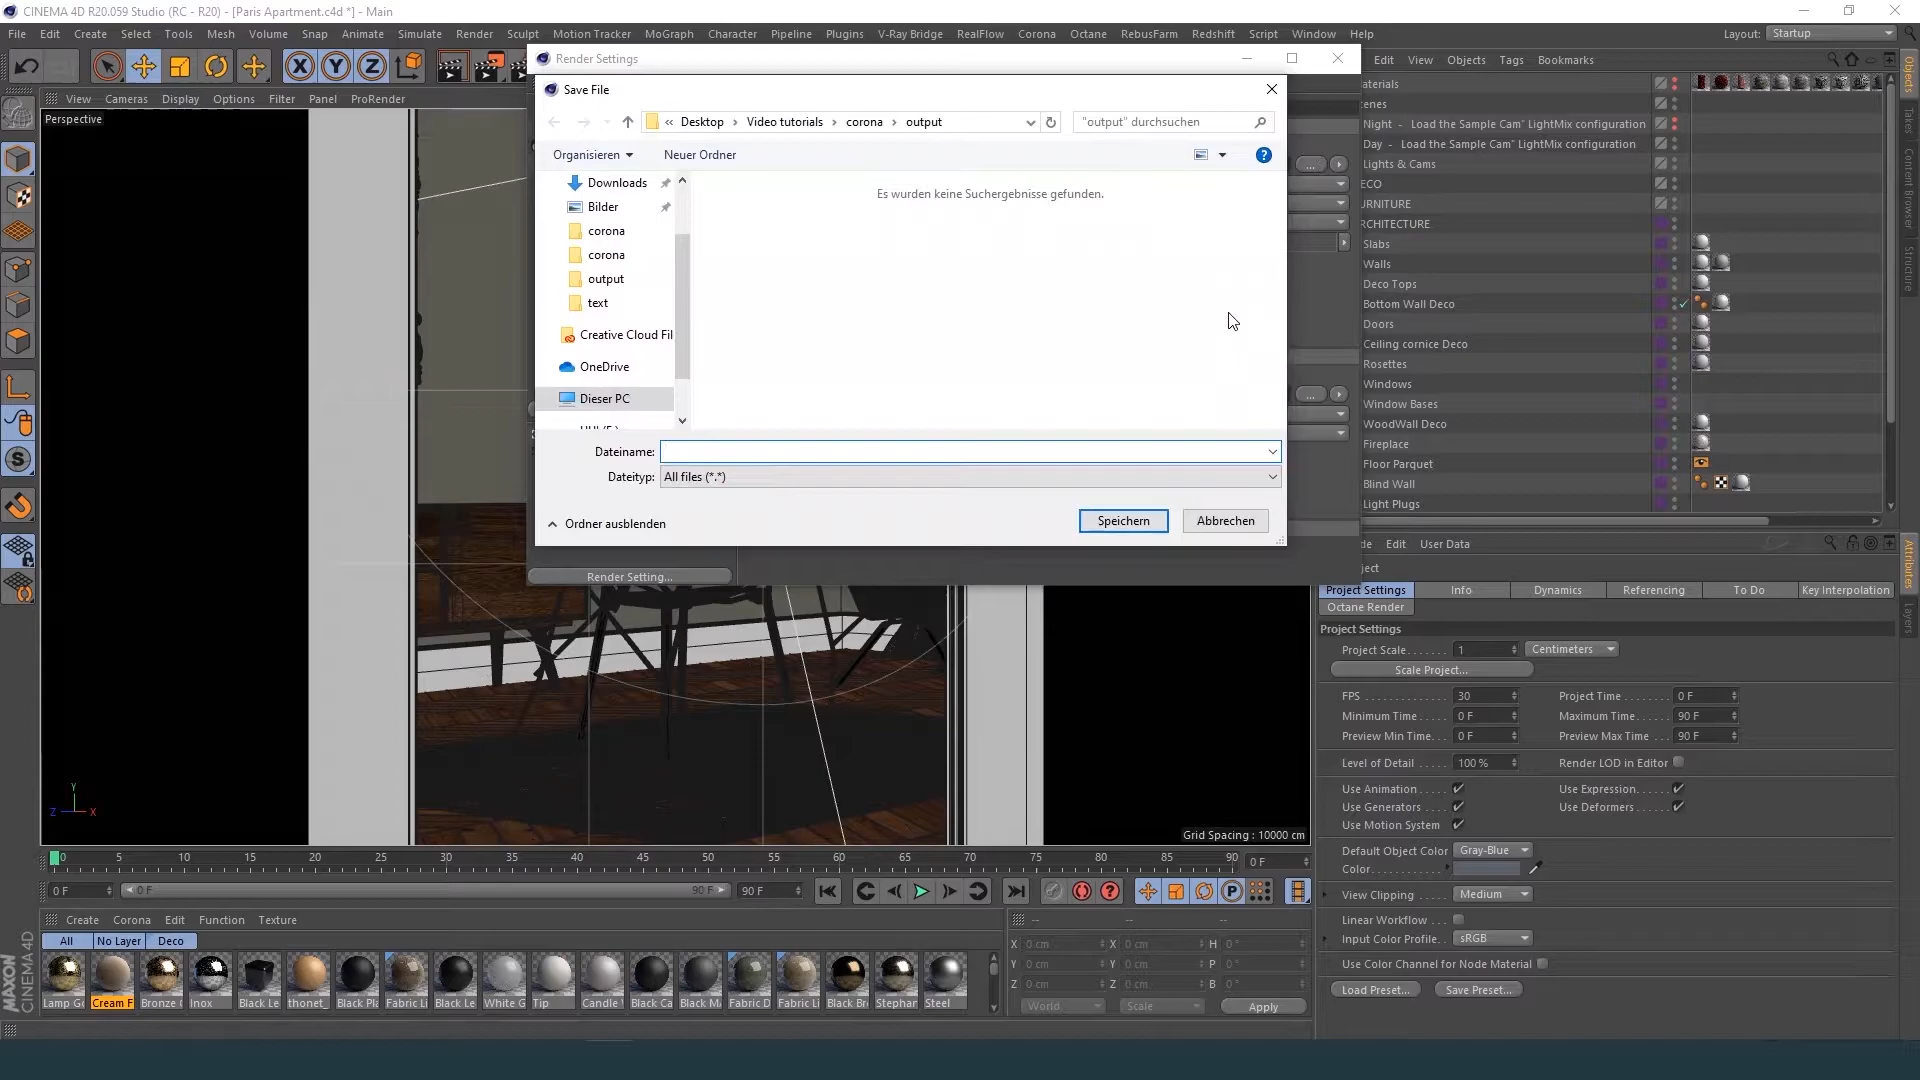 CINEMA 4D R20.059 Studio (RC - R20) - [Paris Apartment.c4d *] - Main
File Edit Create Select Tools Mesh Volume Snap Animate Simulate Render Sculpt Motion Tracker MoGraph Character Pipeline Plugins V-Ray Bridge RealFlow Corona Octane RebusFarm Redshift Script Window Help Layout: Startup
Render Settings
Edit View Objects Tags Bookmarks
View Cameras Display Options Filter Panel ProRender
Perspective
Save File
« Desktop > Video tutorials > corona > output
"output" durchsuchen
Organisieren Neuer Ordner
Downloads
Bilder
corona
corona
output
text
Creative Cloud Fil
OneDrive
Dieser PC
Es wurden keine Suchergebnisse gefunden.
Dateiname:
Dateityp: All files (*.*)
Ordner ausblenden
Speichern Abbrechen
Render Setting...
aterials
cenes
Night - Load the Sample Cam" LightMix configuration
Day - Load the Sample Cam" LightMix configuration
Lights & Cams
ECO
URNITURE
RCHITECTURE
Slabs
Walls
Deco Tops
Bottom Wall Deco
Doors
Ceiling cornice Deco
Rosettes
Windows
Window Bases
WoodWall Deco
Fireplace
Floor Parquet
Blind Wall
Light Plugs
Objects
Takes
Content Browser
Structure
de Edit User Data
ject
Project Settings Info Dynamics Referencing To Do Key Interpolation
Octane Render
Project Settings
Project Scale. . . . . . . 1 Centimeters
Scale Project...
FPS . . . . . . . . . . . . . 30 Project Time . . . . . . . . 0 F
Minimum Time . . . . . 0 F Maximum Time. . . . . . 90 F
Preview Min Time. . . 0 F Preview Max Time . . . 90 F
Level of Detail . . . . . 100 % Render LOD in Editor
Use Animation . . . . Use Expression. . . . . .
Use Generators . . . . Use Deformers. . . . . .
Use Motion System
Default Object Color Gray-Blue
Color. . . . . . . . . . . .
View Clipping . . . . . Medium
Linear Workflow . . .
Input Color Profile. . sRGB
Use Color Channel for Node Material
Load Preset... Save Preset...
Attributes
Layers
Y
Z X
Grid Spacing : 10000 cm
0 5 10 15 20 25 30 35 40 45 50 55 60 65 70 75 80 85 90 0 F
0 F 0 F 90 F 90 F
Create Corona Edit Function Texture
All No Layer Deco
Lamp Go Cream F Bronze Inox Black Le thonet_ Black Pla Fabric Li Black Le White G Tip Candle Black Ca Black Ma Fabric D Fabric Li Black Br Stephan Steel
-- -- --
X 0 cm X 0 cm H 0 °
Y 0 cm Y 0 cm P 0 °
Z 0 cm Z 0 cm B 0 °
World Scale Apply
MAXON
CINEMA 4D